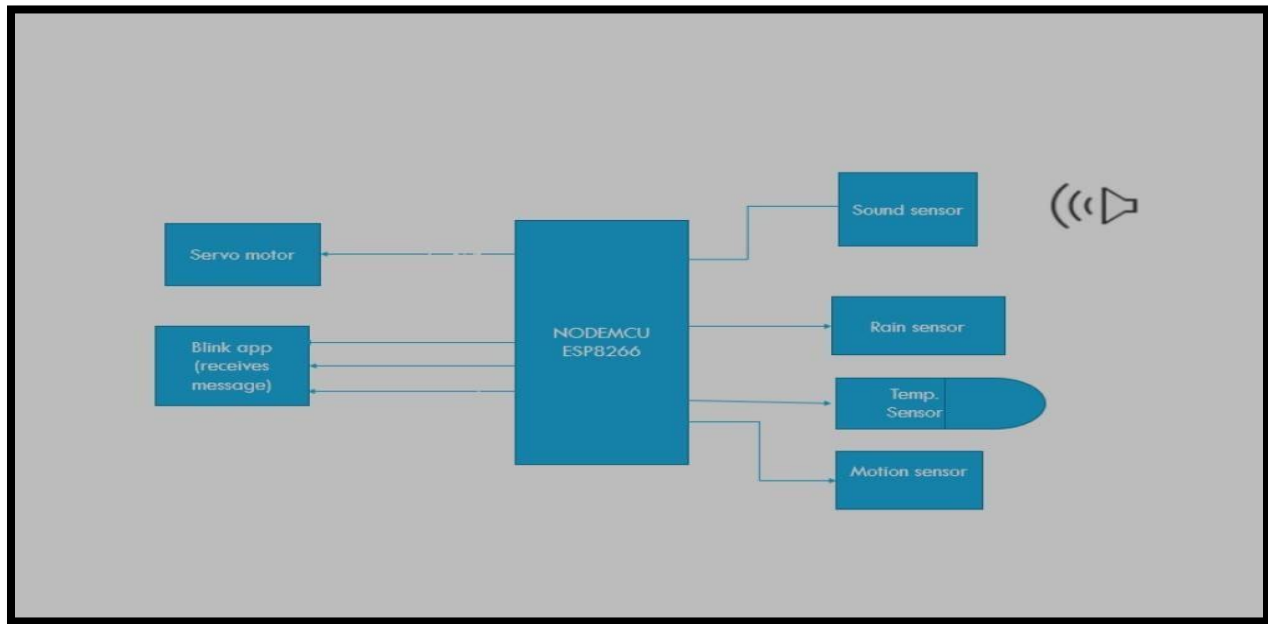 Sound sensor
Servo motor
NODEMCU
ESP8266
Rain sensor
Blink app
(receives
message)
Temp.
Sensor
Motion sensor